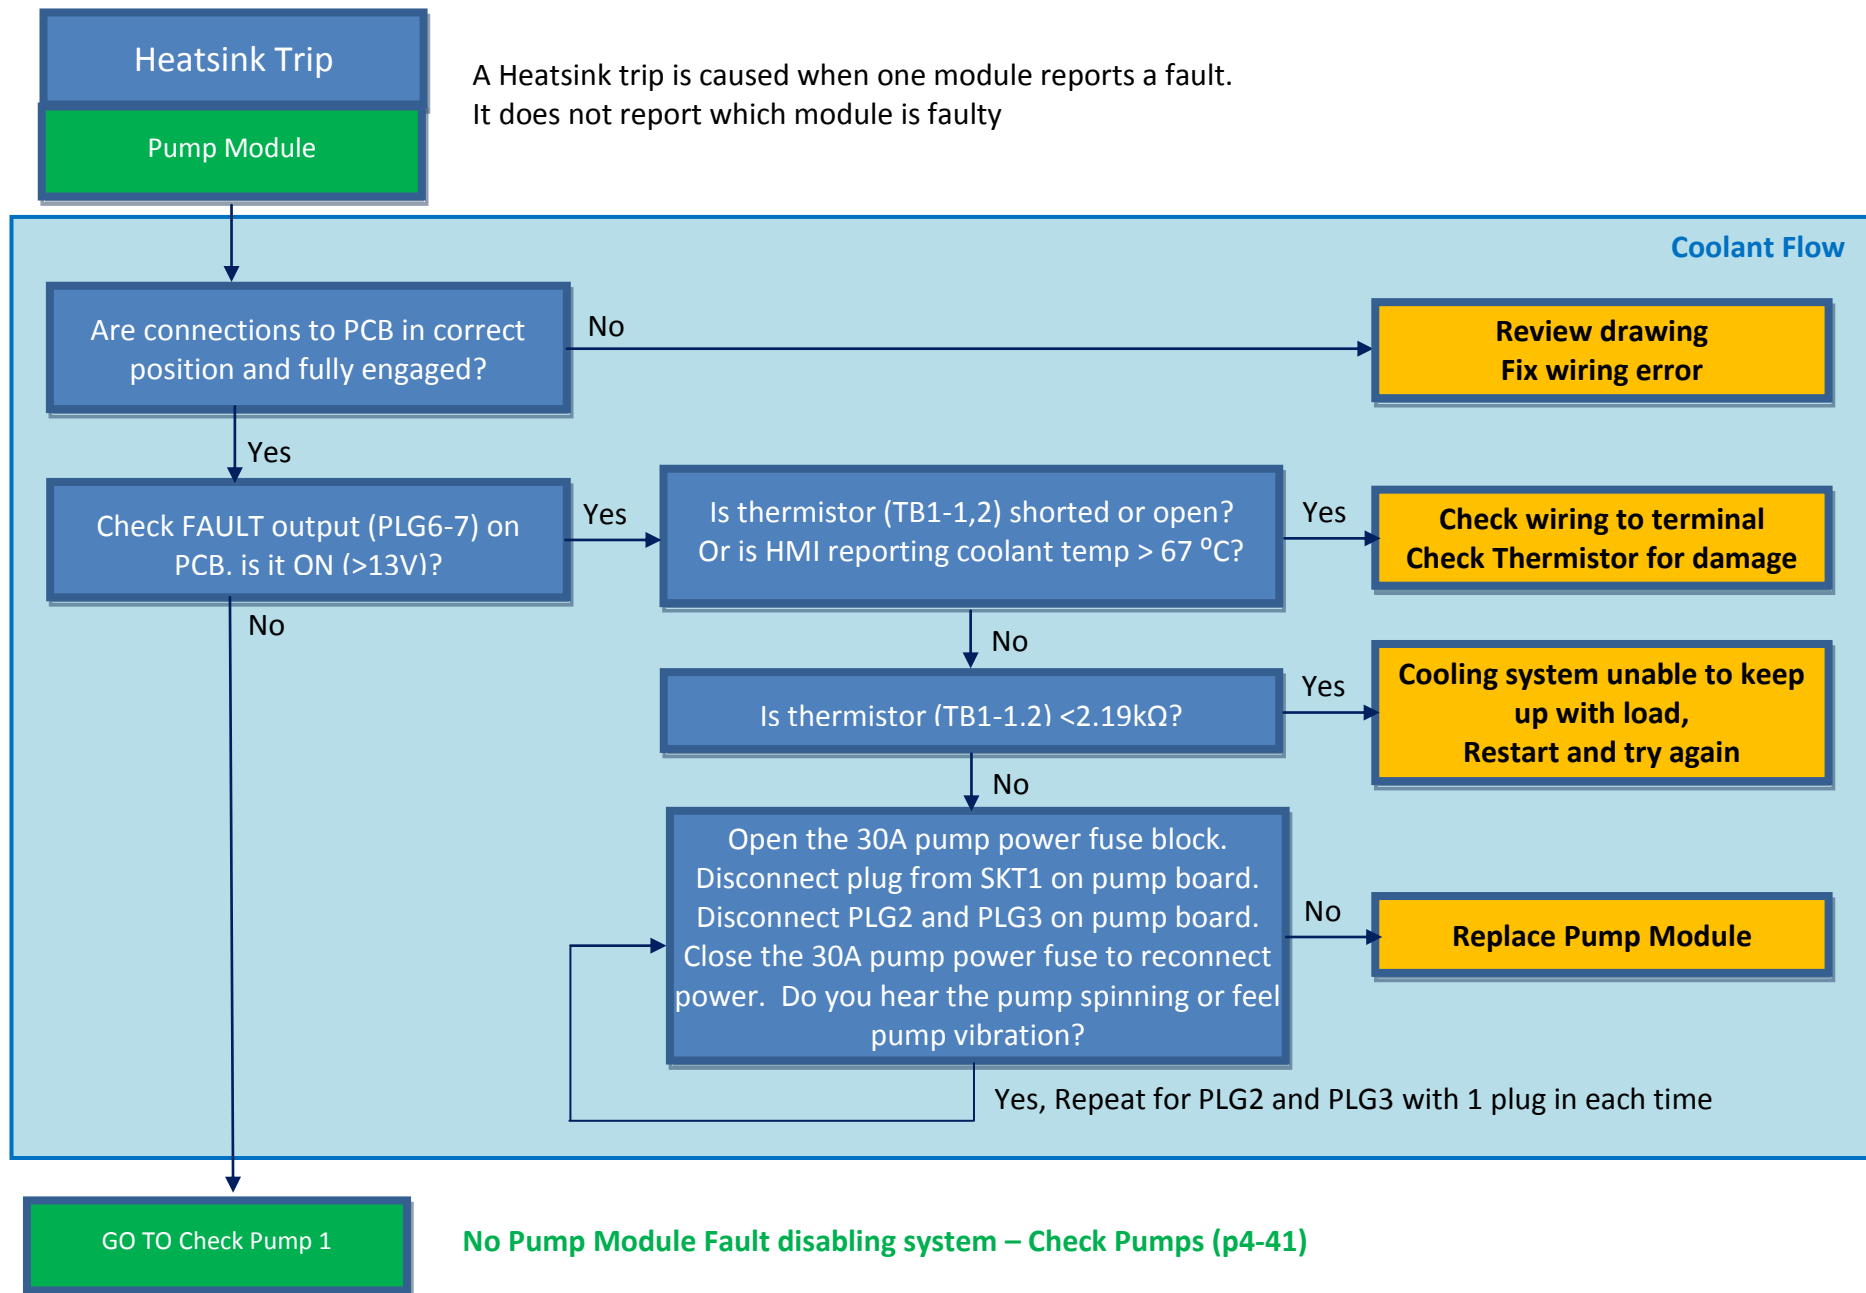 Heatsink Trip
Pump Module
A Heatsink trip is caused when one module reports a fault.
It does not report which module is faulty
Coolant Flow
Are connections to PCB in correct
position and fully engaged?
No
Review drawing
Fix wiring error
Yes
Check FAULT output (PLG6-7) on
PCB. is it ON (>13V)?
Yes
Is thermistor (TB1-1,2) shorted or open?
Or is HMI reporting coolant temp > 67 ⁰C?
Yes
Check wiring to terminal
Check Thermistor for damage
No
No
Is thermistor (TB1-1.2) <2.19kΩ?
Yes
Cooling system unable to keep
up with load,
Restart and try again
No
Open the 30A pump power fuse block.
Disconnect plug from SKT1 on pump board.
Disconnect PLG2 and PLG3 on pump board.
Close the 30A pump power fuse to reconnect
power.  Do you hear the pump spinning or feel
pump vibration?
No
Replace Pump Module
Yes, Repeat for PLG2 and PLG3 with 1 plug in each time
GO TO Check Pump 1
No Pump Module Fault disabling system – Check Pumps (p4-41)